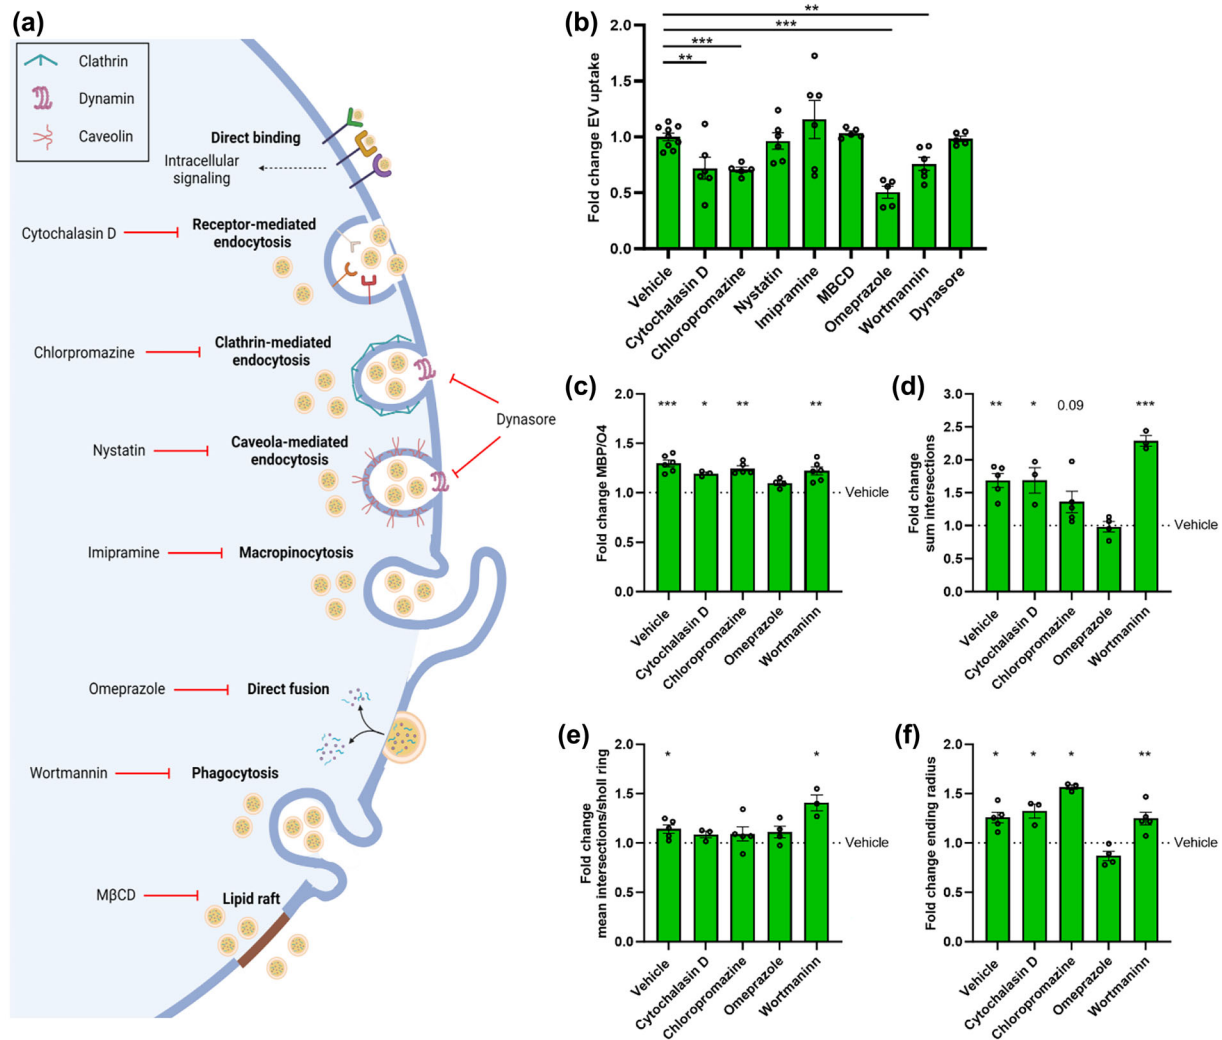 (a)
Clathrin
Dynamin
Caveolin
Direct binding
Intracellular
signaling
Cytochalasin D
Receptor-mediated
endocytosis
Chlorpromazine
Clathrin-mediated
endocytosis
Dynasore
Nystatin
Caveola-mediated
endocytosis
Imipramine
Macropinocytosis
Omeprazole
Direct fusion
Wortmannin
Phagocytosis
MβCD
Lipid raft
(b)
Fold change EV uptake
2.0
1.5
1.0
0.5
0.0
**
***
***
**
Vehicle
Cytochalasin D
Chloropromazine
Nystatin
Imipramine
MBCD
Omeprazole
Wortmannin
Dynasore
(c)
Fold change MBP/O4
2.0
1.5
1.0
0.5
0.0
*** * ** **
Vehicle
Vehicle
Cytochalasin D
Chloropromazine
Omeprazole
Wortmaninn
(d)
Fold change
sum intersections
3.0
2.5
2.0
1.5
1.0
0.5
0.0
** * 0.09 ***
Vehicle
Vehicle
Cytochalasin D
Chloropromazine
Omeprazole
Wortmaninn
(e)
Fold change
mean intersections/sholl ring
2.0
1.5
1.0
0.5
0.0
* *
Vehicle
Vehicle
Cytochalasin D
Chloropromazine
Omeprazole
Wortmaninn
(f)
Fold change ending radius
2.0
1.5
1.0
0.5
0.0
* * * **
Vehicle
Vehicle
Cytochalasin D
Chloropromazine
Omeprazole
Wortmaninn